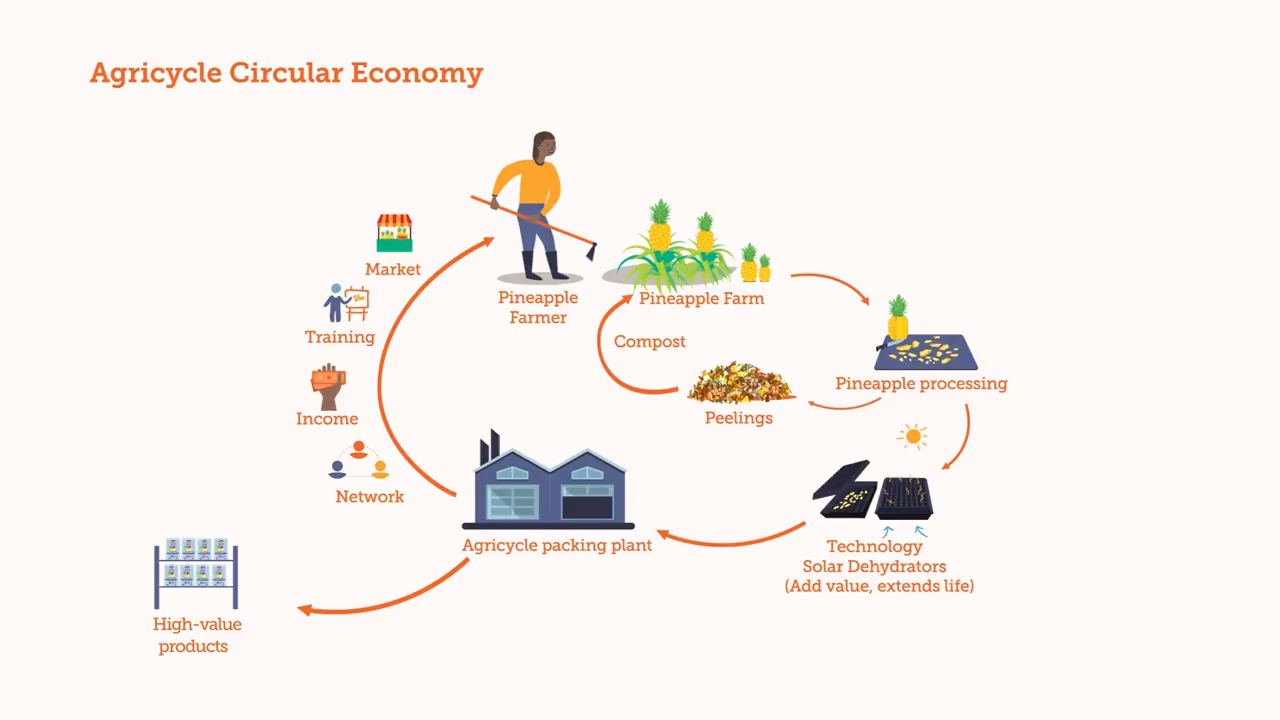 Agricycle Circular Economy
Market
Training
Income
Network
Pineapple
Farmer
Pineapple Farm
Compost
Peelings
Pineapple processing
Technology
Solar Dehydrators
(Add value, extends life)
Agricycle packing plant
High-value
products